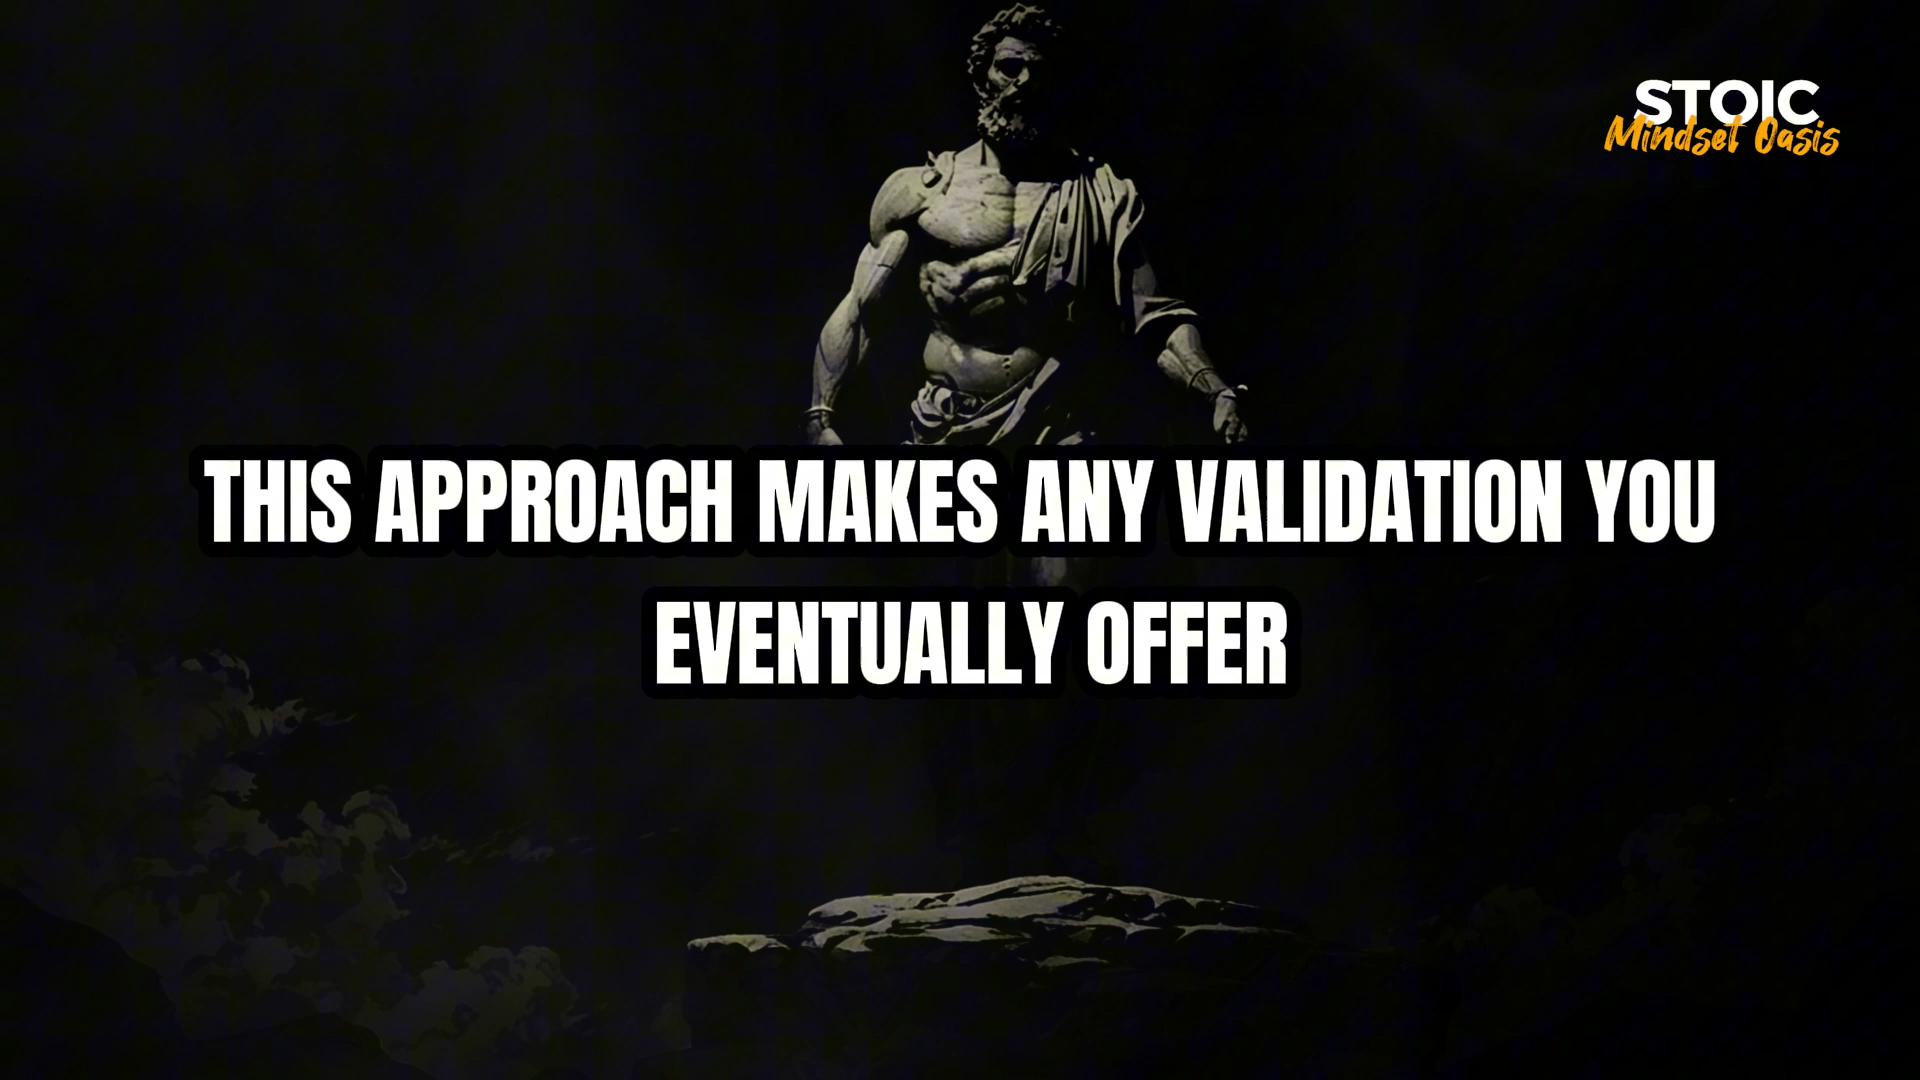 STOIC
Mindset Oasis
THIS APPROACH MAKES ANY VALIDATION YOU
EVENTUALLY OFFER